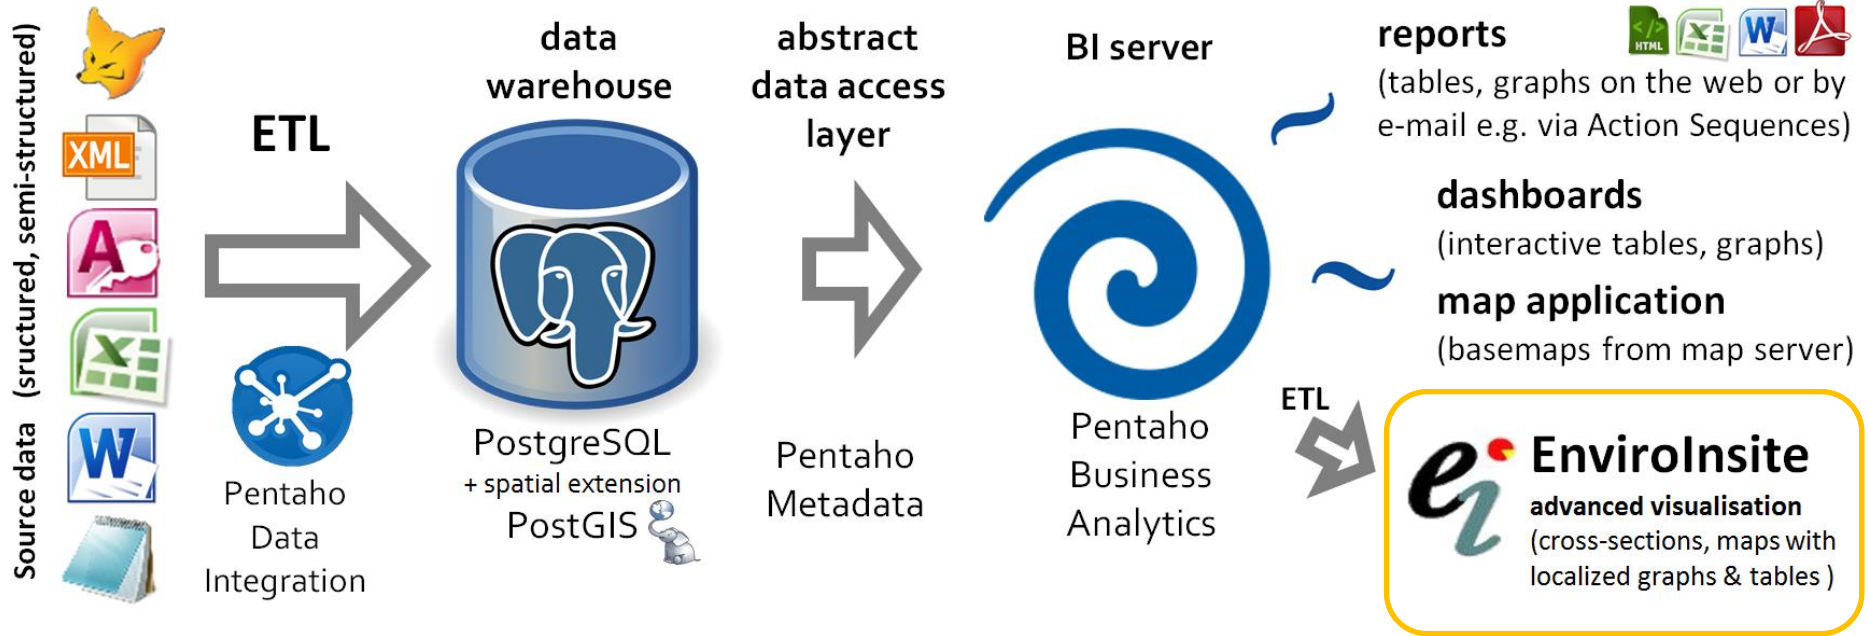 Source data (sructured, semi-structured)
XML
A
X
W
ETL
Pentaho
Data
Integration
data
warehouse
PostgreSQL
+ spatial extension
PostGIS
abstract
data access
layer
Pentaho
Metadata
BI server
Pentaho
Business
Analytics
reports
</>
HTML
X
W
(tables, graphs on the web or by
e-mail e.g. via Action Sequences)
dashboards
(interactive tables, graphs)
map application
(basemaps from map server)
ETL
ei
EnviroInsite
advanced visualisation
(cross-sections, maps with
localized graphs & tables )